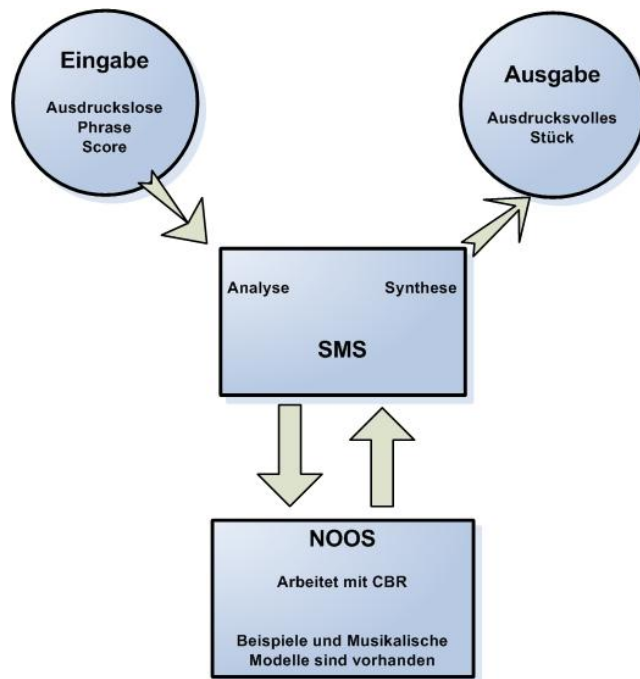 Eingabe
Ausdruckslose
Phrase
Score
Ausgabe
Ausdrucksvolles
Stück
Analyse
Synthese
SMS
NOOS
Arbeitet mit CBR
Beispiele und Musikalische
Modelle sind vorhanden